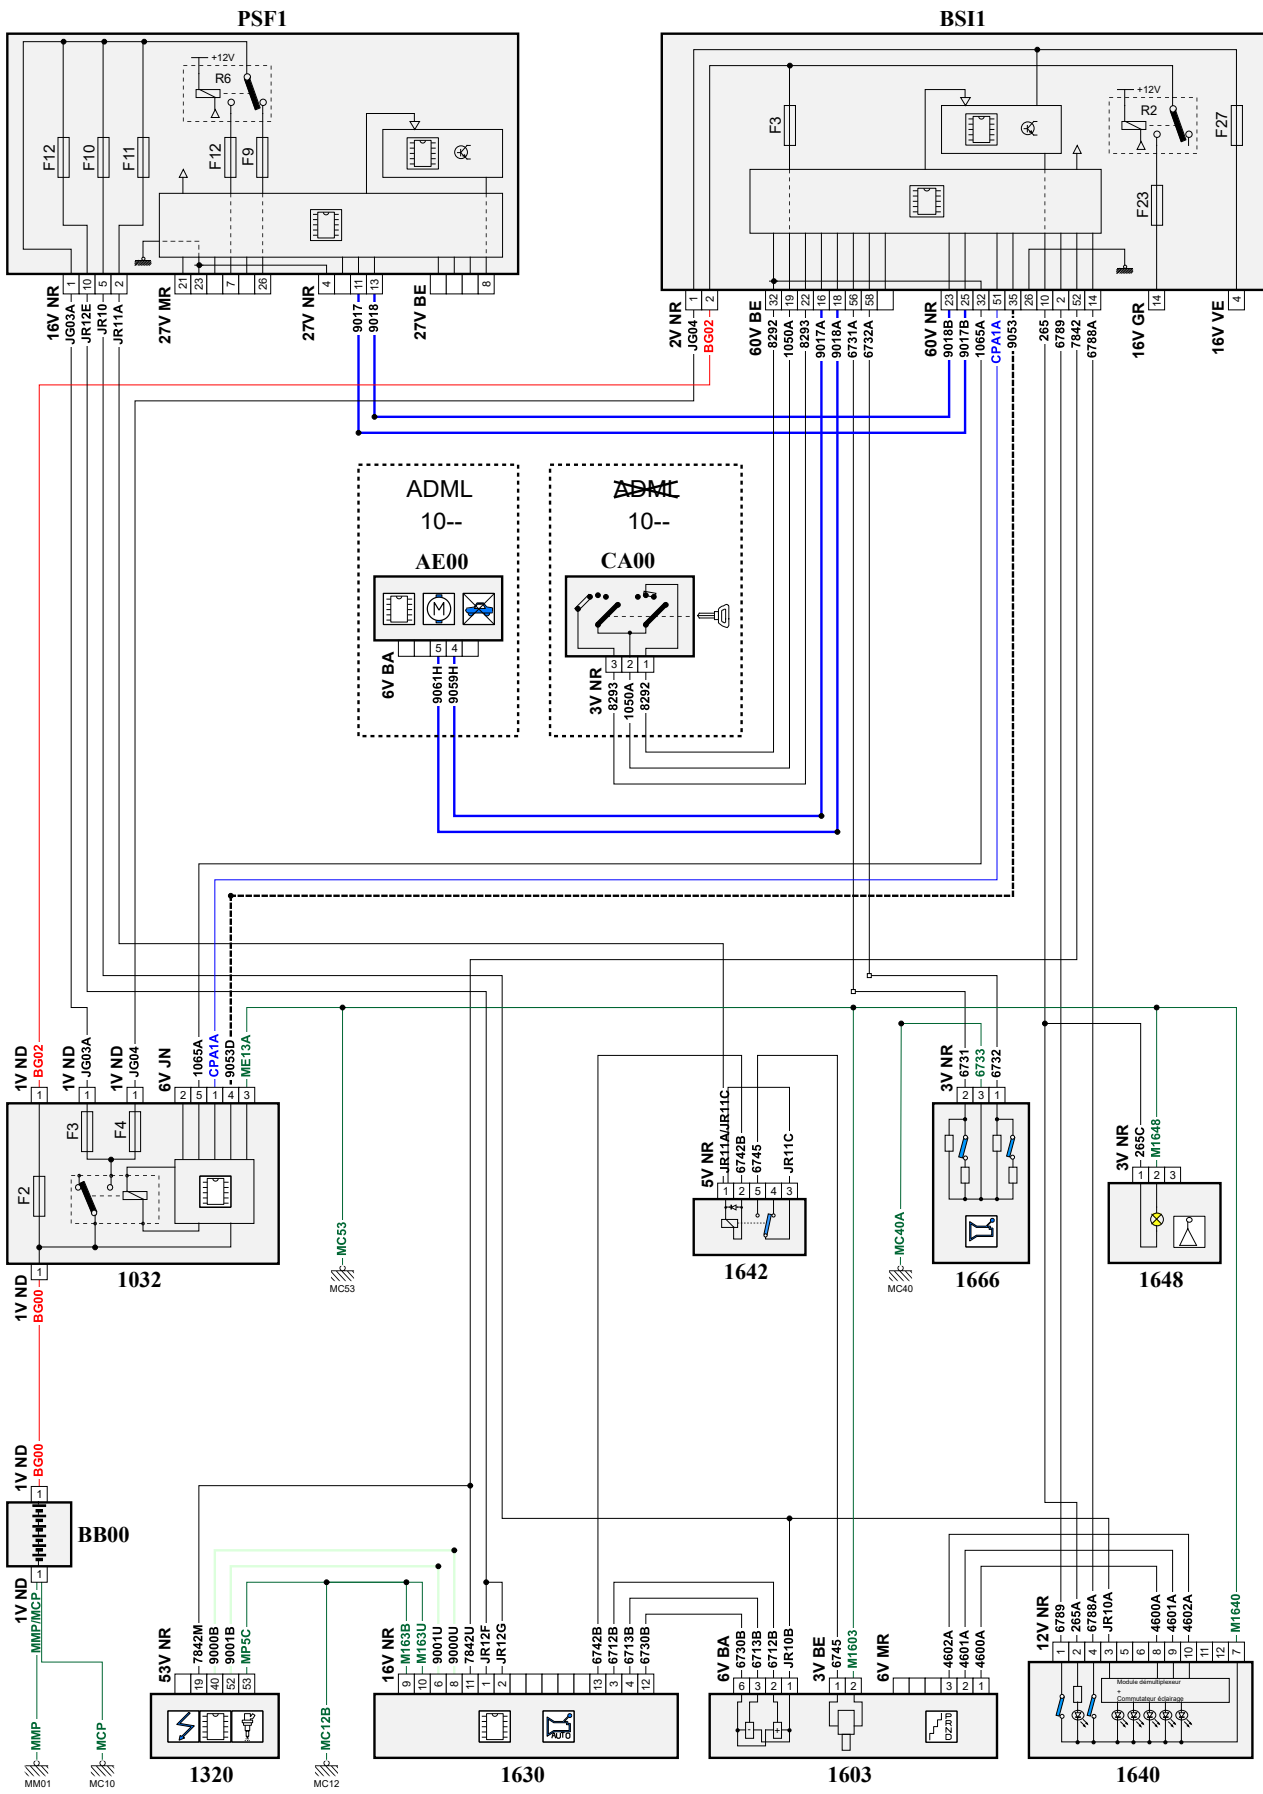 PSF1
BSI1
+12V
R6
F12
F10
F11
F12
F9
F3
+12V
R2
F27
F23
16V NR
1
10
5
2
JG03A
JR12E
JR10
JR11A
27V MR
21
23
7
26
27V NR
4
11
13
9017
9018
27V BE
8
2V NR
1
2
JG04
BG02
60V BE
32
19
22
16
18
56
58
8292
1050A
8293
9017A
9018A
6731A
6732A
60V NR
23
25
32
51
35
26
10
2
52
14
9018B
9017B
1065A
CPA1A
9053
265
6789
7842
6788A
16V GR
14
16V VE
4
ADML
10--
AE00
M
6V BA
5
4
9061H
9059H
ADML
10--
CA00
3V NR
3
2
1
8293
1050A
8292
1V ND
BG02
1
1V ND
JG03A
1
1V ND
JG04
1
6V JN
1065A
CPA1A
9053D
ME13A
2
5
1
4
3
F3
F4
F2
1
1032
1V ND
BG00
MC53
MC53
5V NR
JR11A/JR11C
6742B
6745
JR11C
1
2
5
4
3
1642
MC40A
MC40
3V NR
6731
6733
6732
2
3
1
1666
3V NR
265C
M1648
1
2
3
1648
1V ND
BG00
1
BB00
1
1V ND
MMP/MCP
MMP
MCP
MM01
MC10
53V NR
7842M
9000B
9001B
MP5C
19
40
52
53
1320
MC12B
MC12
16V NR
M163B
M163U
9001U
9000U
7842U
JR12F
JR12G
6742B
6712B
6713B
6730B
9
10
6
8
11
1
2
13
3
4
12
AUTO
1630
6V BA
6730B
6713B
6712B
JR10B
6
3
2
1
-
+
3V BE
6745
M1603
1
2
6V MR
4602A
4601A
4600A
3
2
1
PRND
1603
12V NR
6789
265A
6788A
JR10A
4600A
4601A
4602A
M1640
1
2
4
3
5
6
8
9
10
11
12
7
Module démultiplexeur
+
Commutateur éclairage
1640